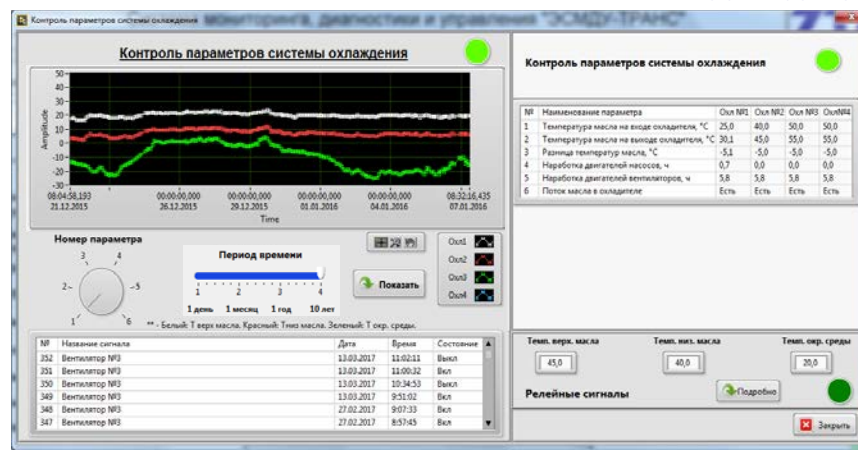 Контроль параметров системы охлаждения
мониторинга, диагностики и управления "ЭСМДУ-ТРАНС"
Контроль параметров системы охлаждения
50
40
30
20
10
0
-10
-20
-30
Amplitude
08:04:58,193 00:00:00,000 00:00:00,000 00:00:00,000 00:00:00,000 08:32:16,435
21.12.2015 26.12.2015 29.12.2015 01.01.2016 04.01.2016 07.01.2016
Time
Номер параметра
1 2 3 4 5 6
Период времени
1 2 3 4
1 день 1 месяц 1 год 10 лет
Показать
Охл1
Охл2
Охл3
Охл4
** - Белый: Т верх масла. Красный: Тниз масла. Зеленый: Т окр. среды.
№ Название сигнала Дата Время Состояние
352 Вентилятор №3 13.03.2017 11:02:11 Выкл
351 Вентилятор №3 13.03.2017 11:00:32 Вкл
350 Вентилятор №3 13.03.2017 10:34:53 Выкл
349 Вентилятор №3 13.03.2017 9:51:02 Вкл
348 Вентилятор №3 27.02.2017 9:07:33 Вкл
347 Вентилятор №3 27.02.2017 8:57:45 Вкл
Контроль параметров системы охлаждения
№ Наименование параметра Охл №1 Охл №2 Охл №3 Охл№4
1 Температура масла на входе охладителя, °С 25,0 40,0 50,0 50,0
2 Температура масла на выходе охладителя, °С 30,1 45,0 55,0 55,0
3 Разница температур масла, °С -5,1 -5,0 -5,0 -5,0
4 Наработка двигателей насосов, ч 0,7 0,0 0,0 0,0
5 Наработка двигателей вентиляторов, ч 5,8 5,8 5,8 5,8
6 Поток масла в охладителе Есть Есть Есть Есть
Темп. верх. масла Темп. низ. масла Темп. окр. среды
45,0 40,0 20,0
Релейные сигналы
Подробно
Закрыть